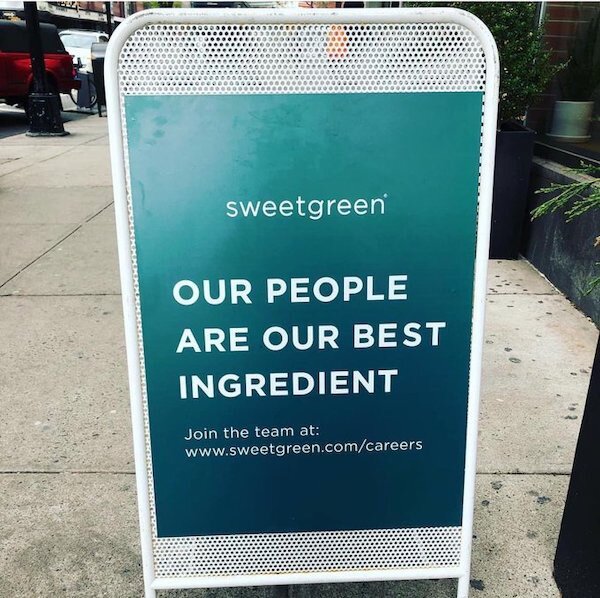 sweetgreen
OUR PEOPLE
ARE OUR BEST
INGREDIENT
Join the team at:
www.sweetgreen.com/careers